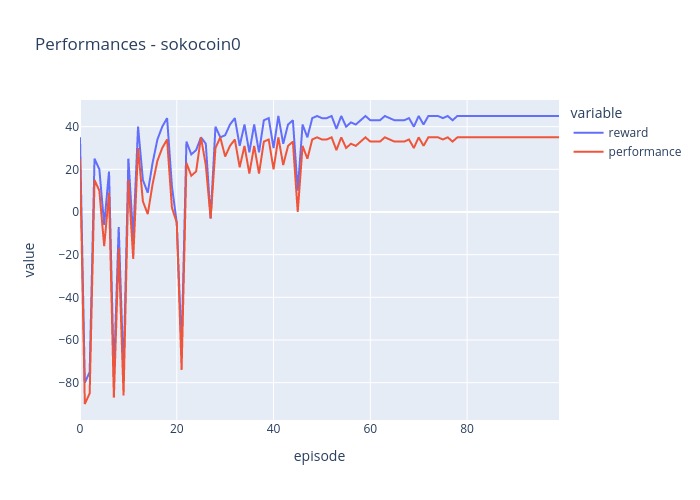 Performances - sokocoin0
variable
reward
performance
value
40
20
0
−20
−40
−60
−80
0
20
40
60
80
episode